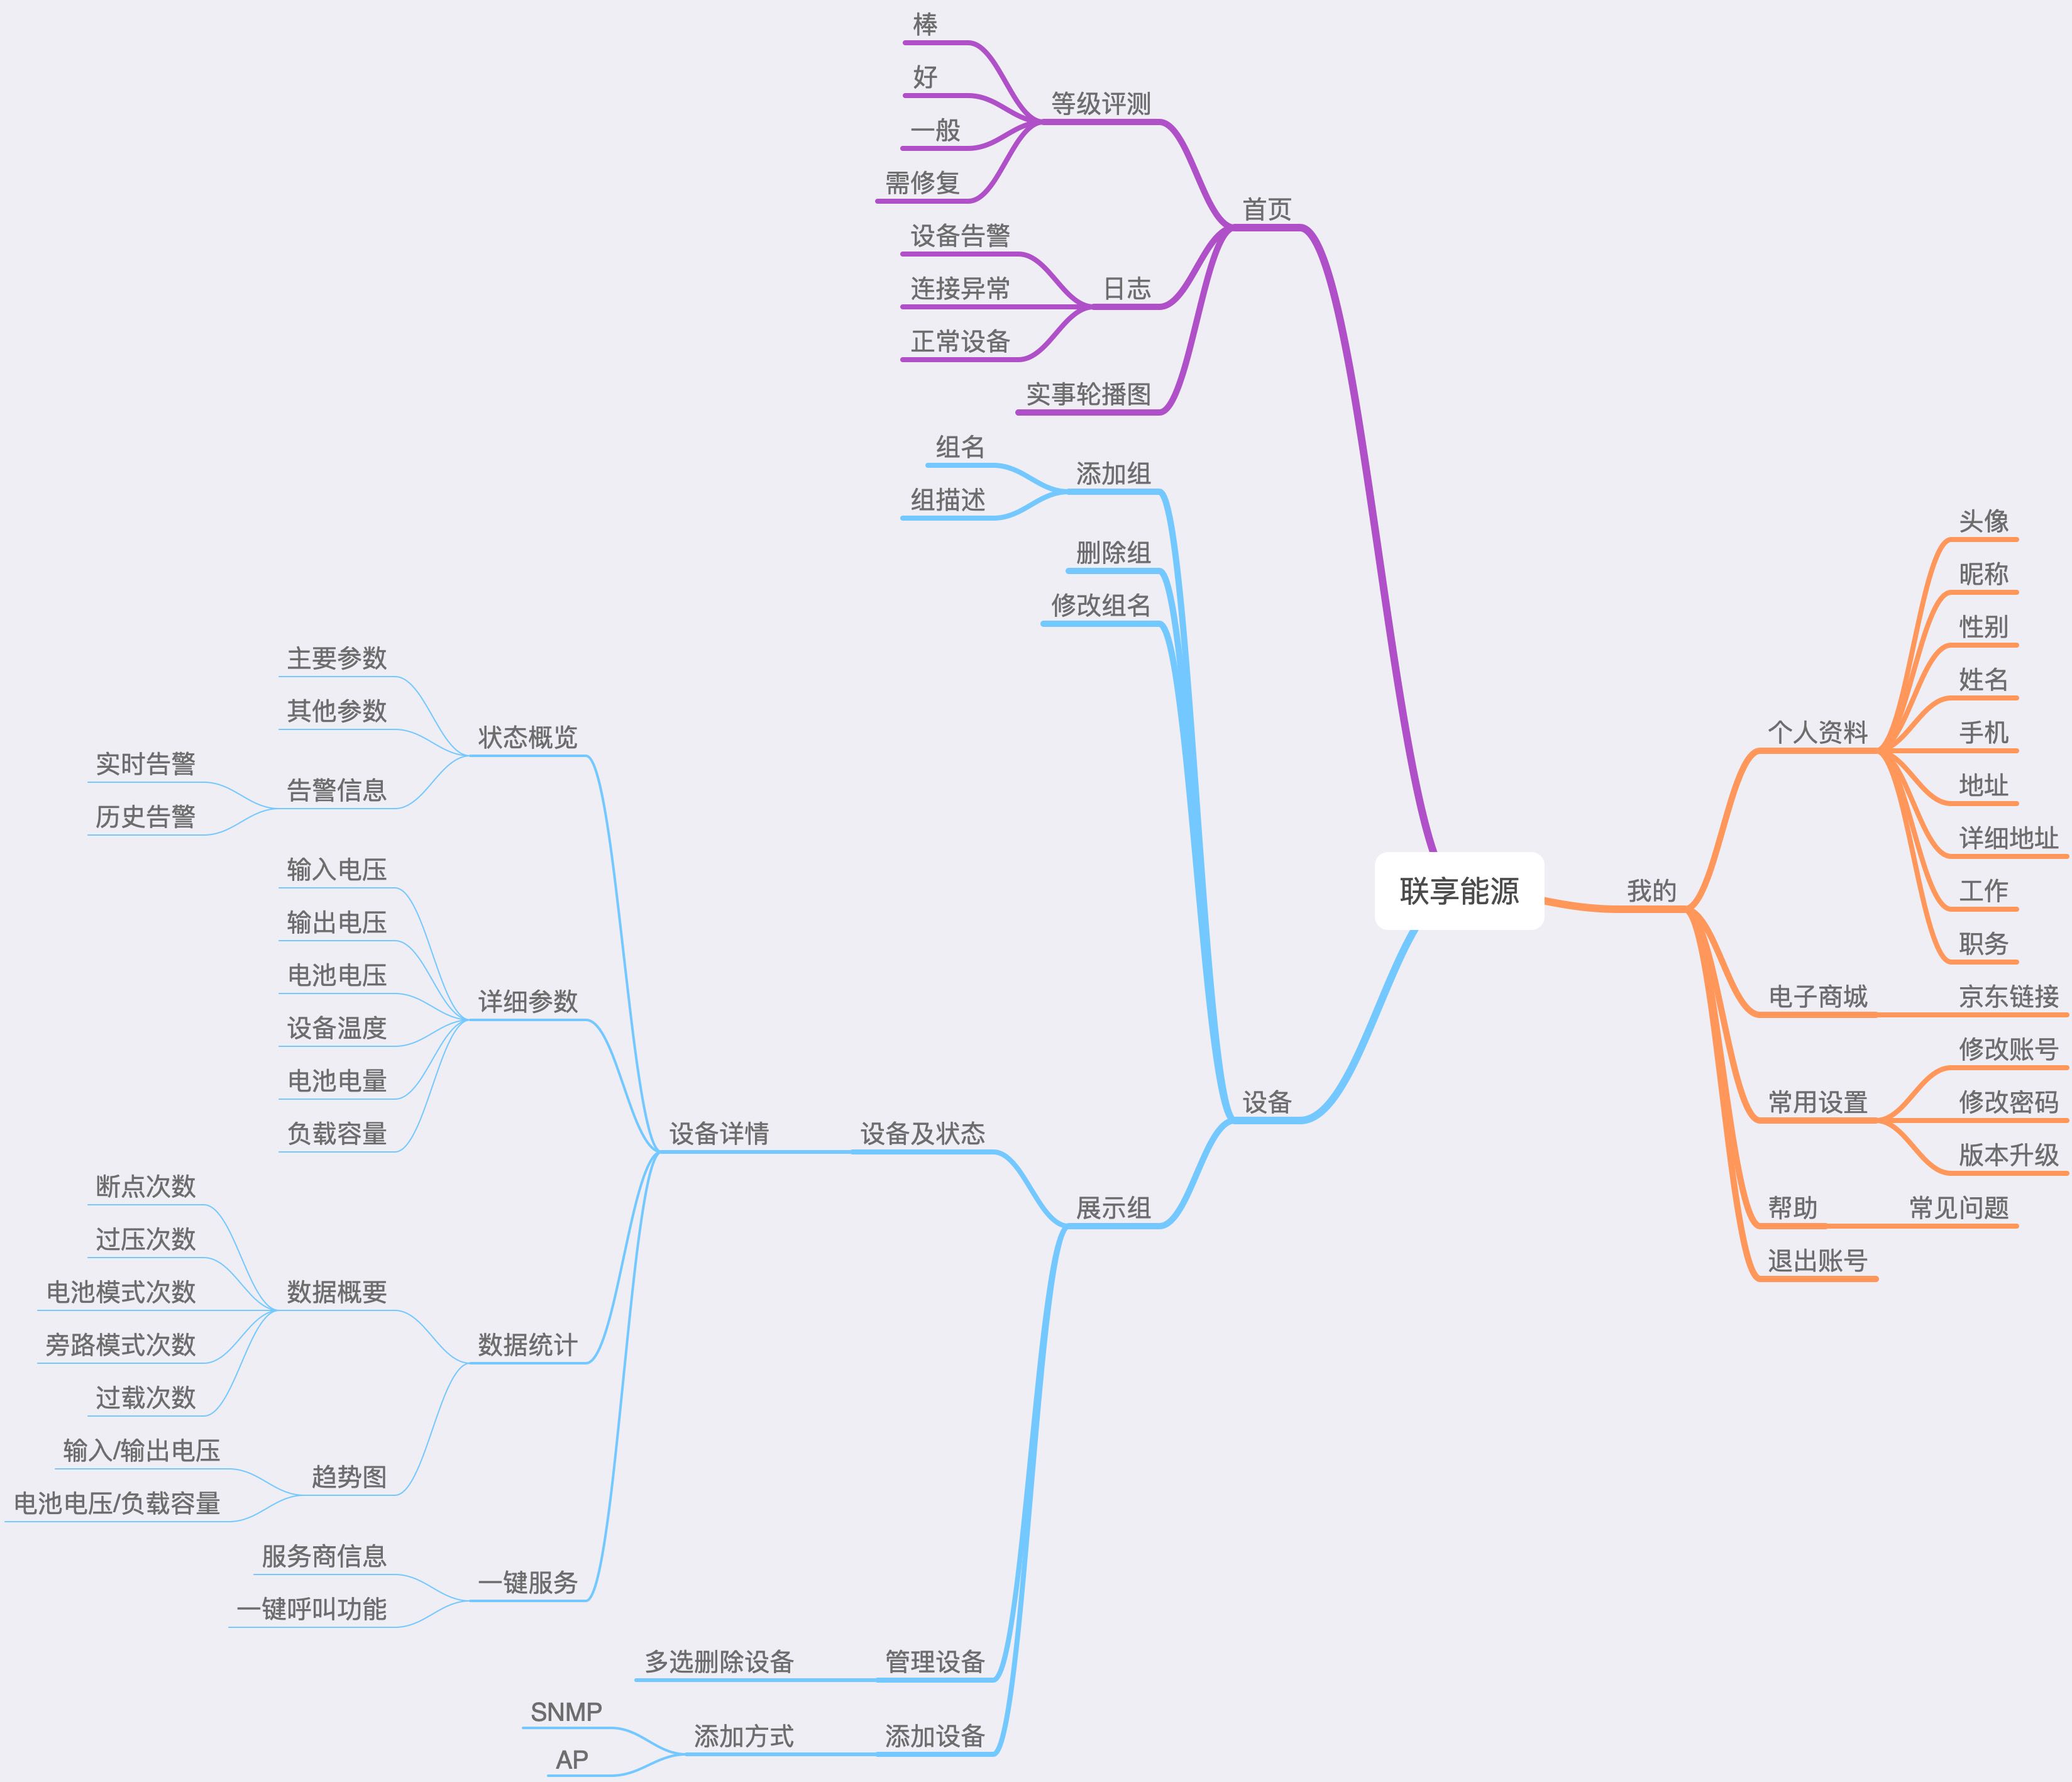 联享能源
首页
等级评测
棒
好
一般
需修复
日志
设备告警
连接异常
正常设备
实事轮播图
设备
添加组
组名
组描述
删除组
修改组名
展示组
设备及状态
设备详情
状态概览
主要参数
其他参数
告警信息
实时告警
历史告警
详细参数
输入电压
输出电压
电池电压
设备温度
电池电量
负载容量
数据统计
数据概要
断点次数
过压次数
电池模式次数
旁路模式次数
过载次数
趋势图
输入/输出电压
电池电压/负载容量
一键服务
服务商信息
一键呼叫功能
管理设备
多选删除设备
添加设备
添加方式
SNMP
AP
我的
个人资料
头像
昵称
性别
姓名
手机
地址
详细地址
工作
职务
电子商城
京东链接
常用设置
修改账号
修改密码
版本升级
帮助
常见问题
退出账号